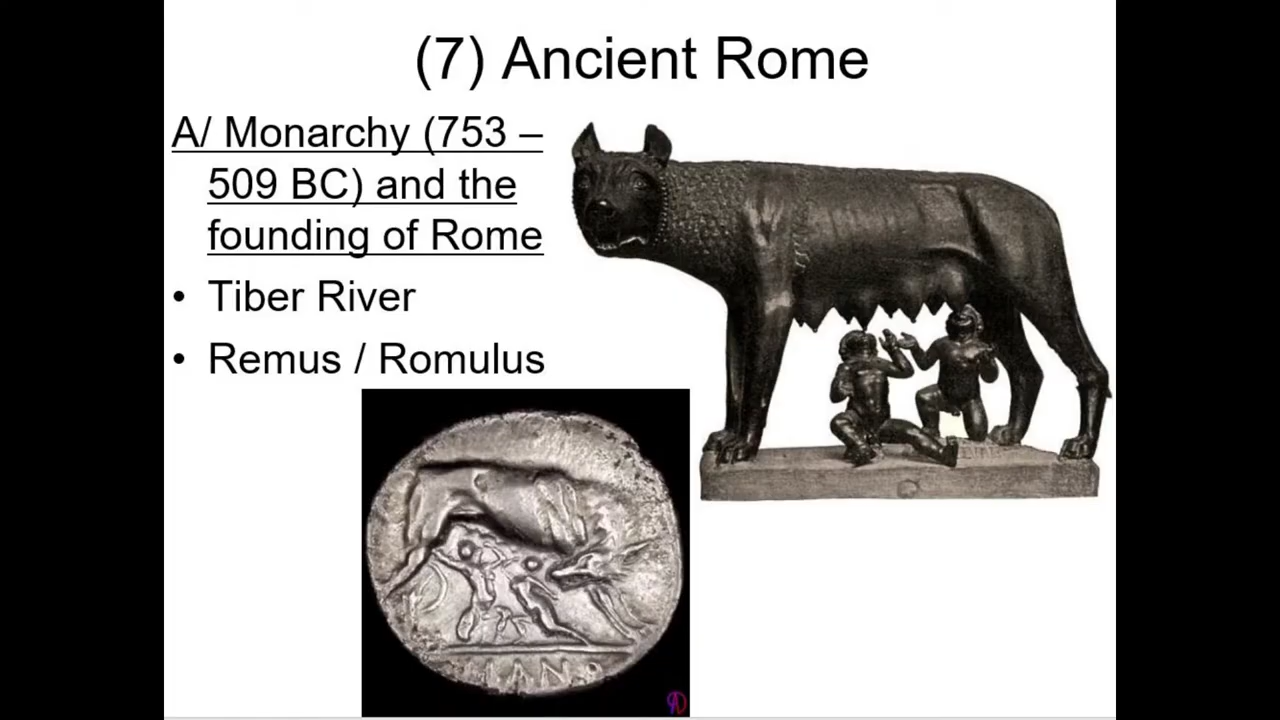 (7) Ancient Rome
A/ Monarchy (753 –
509 BC) and the
founding of Rome
• Tiber River
• Remus / Romulus